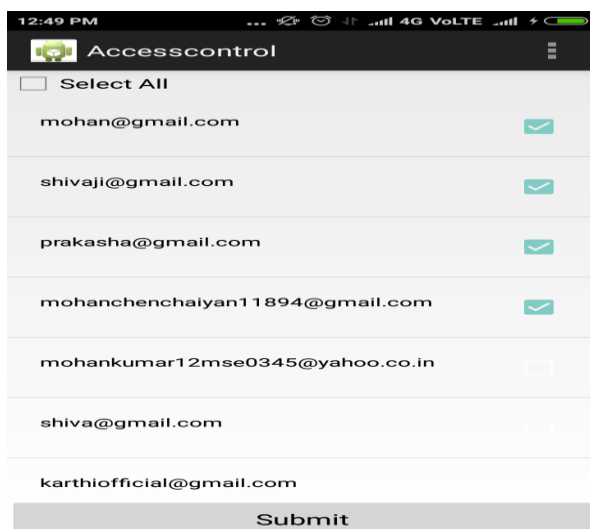 12:49 PM ... 4G VoLTE
Accesscontrol
Select All
mohan@gmail.com
shivaji@gmail.com
prakasha@gmail.com
mohanchenchaiyan11894@gmail.com
mohankumar12mse0345@yahoo.co.in
shiva@gmail.com
karthiofficial@gmail.com
Submit